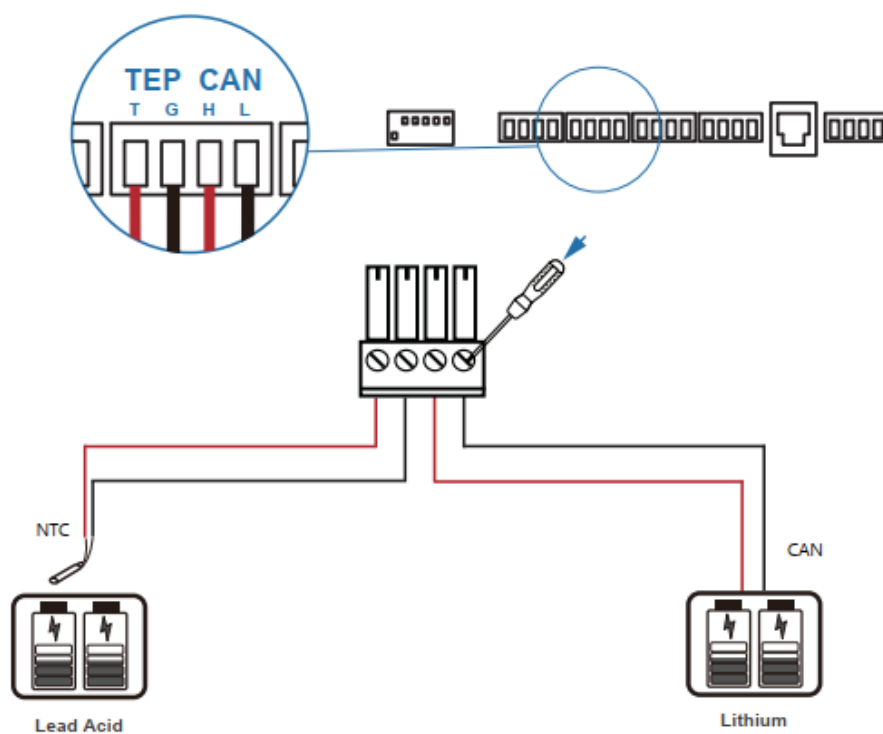 TEP CAN
T G H L
NTC
CAN
Lead Acid
Lithium